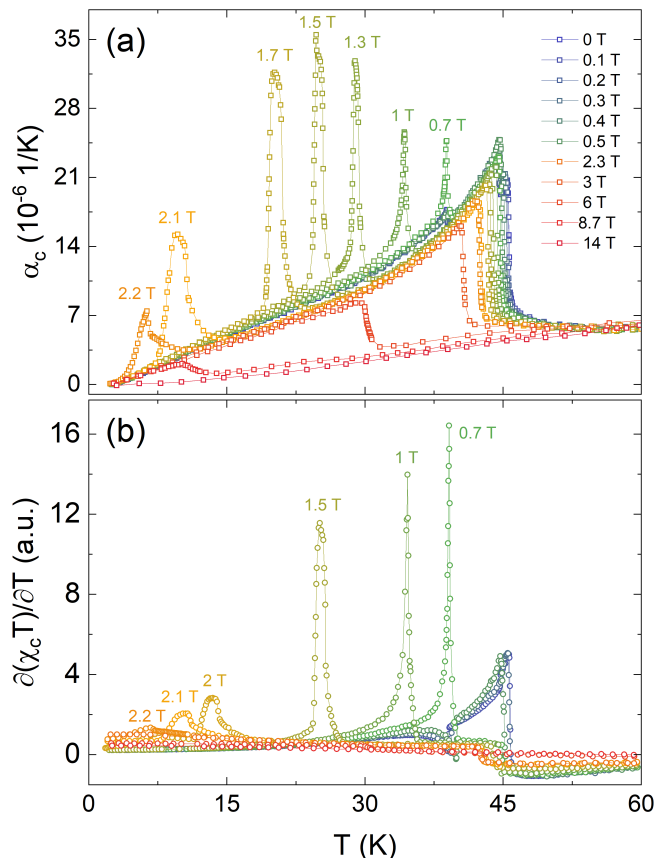 (a)
35
28
21
14
7
0
α_c (10⁻⁶ 1/K)
1.5 T
1.7 T
1.3 T
1 T
0.7 T
2.1 T
2.2 T
0 T
0.1 T
0.2 T
0.3 T
0.4 T
0.5 T
2.3 T
3 T
6 T
8.7 T
14 T
(b)
16
12
8
4
0
∂(χ_cT)/∂T (a.u.)
0.7 T
1 T
1.5 T
2 T
2.1 T
2.2 T
0 15 30 45 60
T (K)